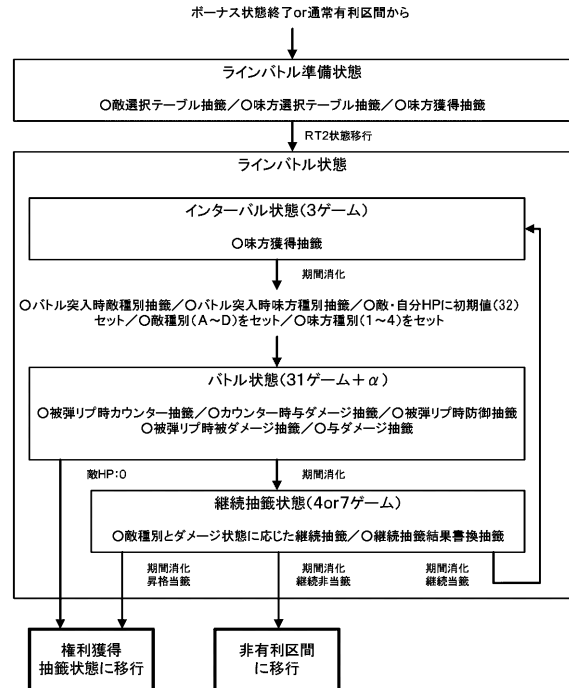 ボーナス状態終了or通常有利区間から
ラインバトル準備状態
○敵選択テーブル抽籤／○味方選択テーブル抽籤／○味方獲得抽籤
RT2状態移行
ラインバトル状態
インターバル状態(3ゲーム)
○味方獲得抽籤
期間消化
○バトル突入時敵種別抽籤／○バトル突入時味方種別抽籤／○敵・自分HPに初期値(32)
セット／○敵種別(A～D)をセット／○味方種別(1～4)をセット
バトル状態(31ゲーム＋α)
○被弾リプ時カウンター抽籤／○カウンター時与ダメージ抽籤／○被弾リプ時防御抽籤
○被弾リプ時被ダメージ抽籤／○与ダメージ抽籤
敵HP:0
期間消化
継続抽籤状態(4or7ゲーム)
○敵種別とダメージ状態に応じた継続抽籤／○継続抽籤結果書換抽籤
期間消化
昇格当籤
期間消化
継続非当籤
期間消化
継続当籤
権利獲得
抽籤状態に移行
非有利区間
に移行